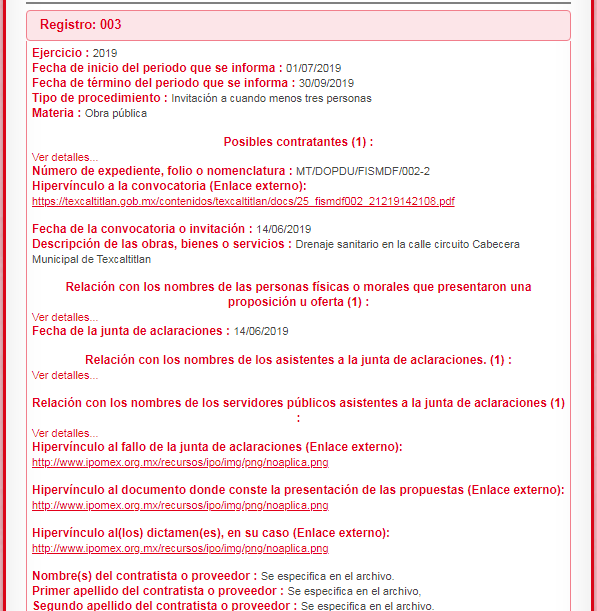 Registro: 003
Ejercicio : 2019
Fecha de inicio del periodo que se informa : 01/07/2019
Fecha de término del periodo que se informa : 30/09/2019
Tipo de procedimiento : Invitación a cuando menos tres personas
Materia : Obra pública
Posibles contratantes (1) :
Ver detalles...
Número de expediente, folio o nomenclatura : MT/DOPDU/FISMDF/002-2
Hipervínculo a la convocatoria (Enlace externo):
https://texcaltitlan.gob.mx/contenidos/texcaltitlan/docs/25_fismdf002_21219142108.pdf
Fecha de la convocatoria o invitación : 14/06/2019
Descripción de las obras, bienes o servicios : Drenaje sanitario en la calle circuito Cabecera
Municipal de Texcaltitlan
Relación con los nombres de las personas físicas o morales que presentaron una
proposición u oferta (1) :
Ver detalles...
Fecha de la junta de aclaraciones : 14/06/2019
Relación con los nombres de los asistentes a la junta de aclaraciones. (1) :
Ver detalles...
Relación con los nombres de los servidores públicos asistentes a la junta de aclaraciones (1)
:
Ver detalles...
Hipervínculo al fallo de la junta de aclaraciones (Enlace externo):
http://www.ipomex.org.mx/recursos/ipo/img/png/noaplica.png
Hipervínculo al documento donde conste la presentación de las propuestas (Enlace externo):
http://www.ipomex.org.mx/recursos/ipo/img/png/noaplica.png
Hipervínculo al(los) dictamen(es), en su caso (Enlace externo):
http://www.ipomex.org.mx/recursos/ipo/img/png/noaplica.png
Nombre(s) del contratista o proveedor : Se especifica en el archivo.
Primer apellido del contratista o proveedor : Se especifica en el archivo,
Segundo apellido del contratista o proveedor : Se especifica en el archivo.